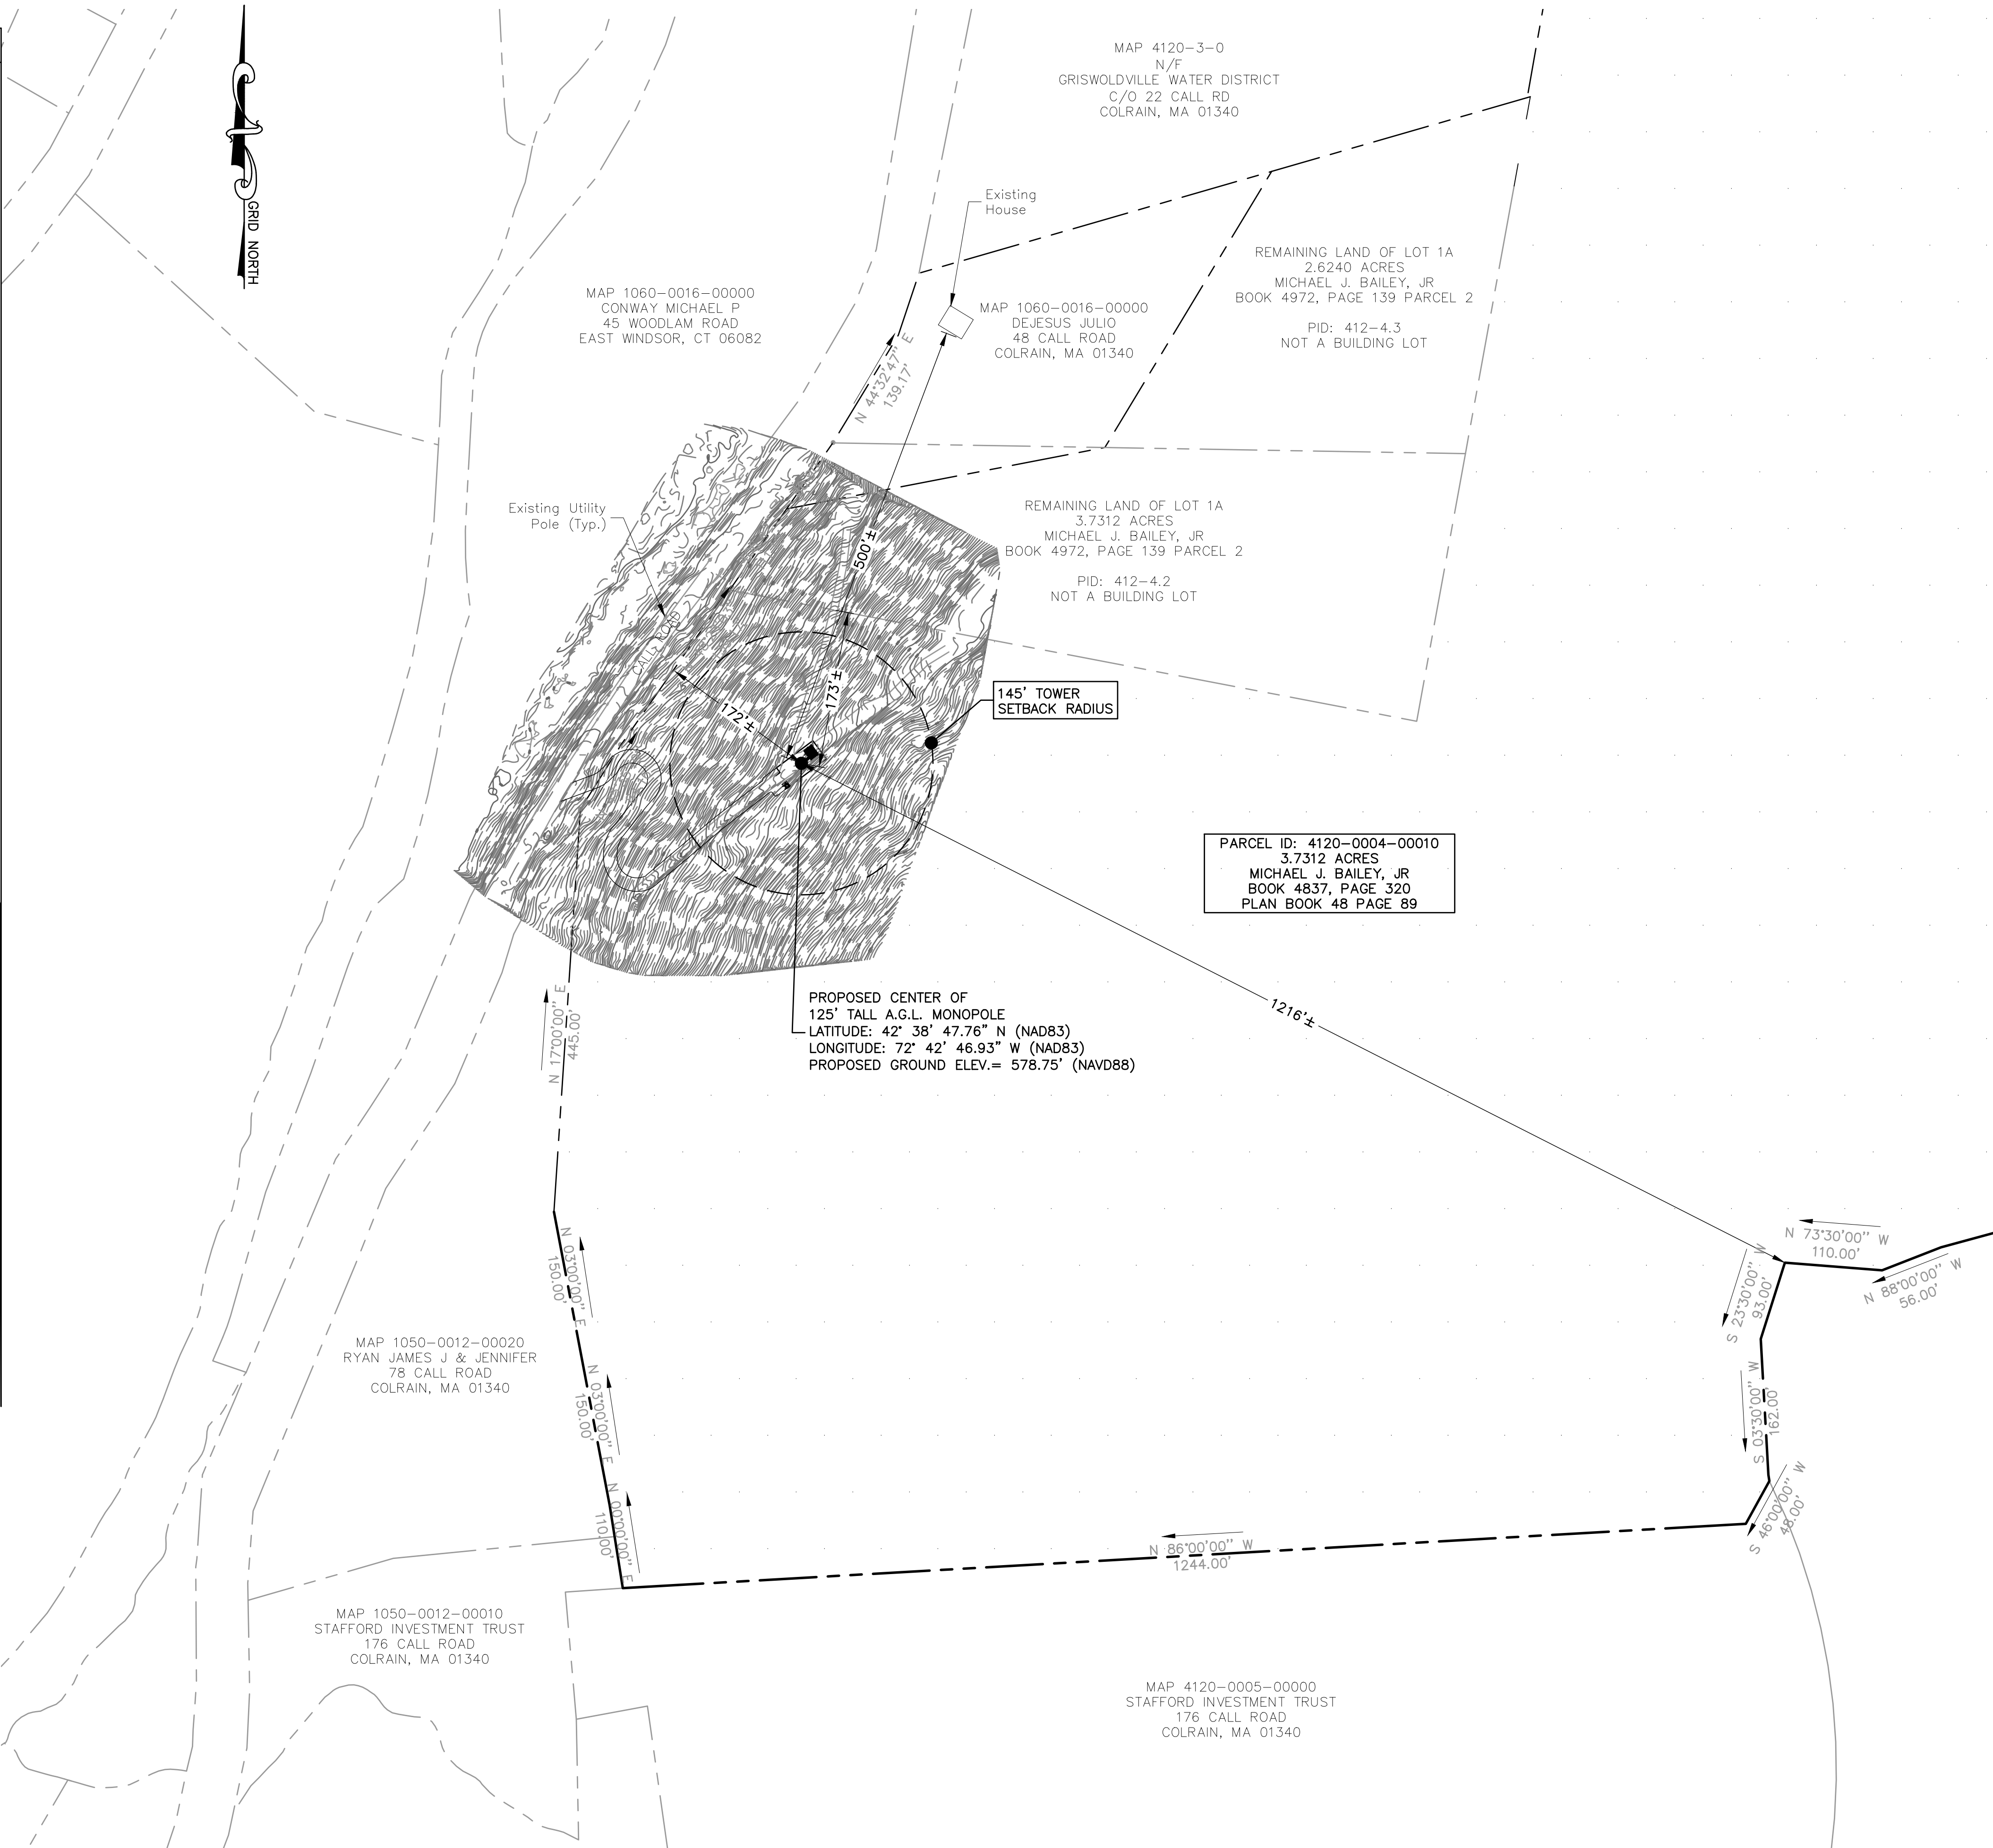 GRID NORTH
MAP 4120-3-0
N/F
GRISWOLDVILLE WATER DISTRICT
C/O 22 CALL RD
COLRAIN, MA 01340
Existing
House
REMAINING LAND OF LOT 1A
2.6240 ACRES
MICHAEL J. BAILEY, JR
BOOK 4972, PAGE 139 PARCEL 2
PID: 412-4.3
NOT A BUILDING LOT
MAP 1060-0016-00000
CONWAY MICHAEL P
45 WOODLAM ROAD
EAST WINDSOR, CT 06082
MAP 1060-0016-00000
DEJESUS JULIO
48 CALL ROAD
COLRAIN, MA 01340
N 44°32'47" E
139.17'
Existing Utility
Pole (Typ.)
REMAINING LAND OF LOT 1A
3.7312 ACRES
MICHAEL J. BAILEY, JR
BOOK 4972, PAGE 139 PARCEL 2
PID: 412-4.2
NOT A BUILDING LOT
500'±
CALL ROAD
173'±
172'±
145' TOWER
SETBACK RADIUS
PARCEL ID: 4120-0004-00010
3.7312 ACRES
MICHAEL J. BAILEY, JR
BOOK 4837, PAGE 320
PLAN BOOK 48 PAGE 89
PROPOSED CENTER OF
125' TALL A.G.L. MONOPOLE
LATITUDE: 42° 38' 47.76" N (NAD83)
LONGITUDE: 72° 42' 46.93" W (NAD83)
PROPOSED GROUND ELEV.= 578.75' (NAVD88)
1216'±
N 17°00'00" E
445.00'
N 03°00'00" E
150.00'
N 03°00'00" E
150.00'
N 00°00'00" E
110.00'
N 73°30'00" W
110.00'
N 88°00'00" W
56.00'
S 23°30'00" W
93.00'
S 03°30'00" W
162.00'
S 46°00'00" W
48.00'
N 86°00'00" W
1244.00'
MAP 1050-0012-00020
RYAN JAMES J & JENNIFER
78 CALL ROAD
COLRAIN, MA 01340
MAP 1050-0012-00010
STAFFORD INVESTMENT TRUST
176 CALL ROAD
COLRAIN, MA 01340
MAP 4120-0005-00000
STAFFORD INVESTMENT TRUST
176 CALL ROAD
COLRAIN, MA 01340